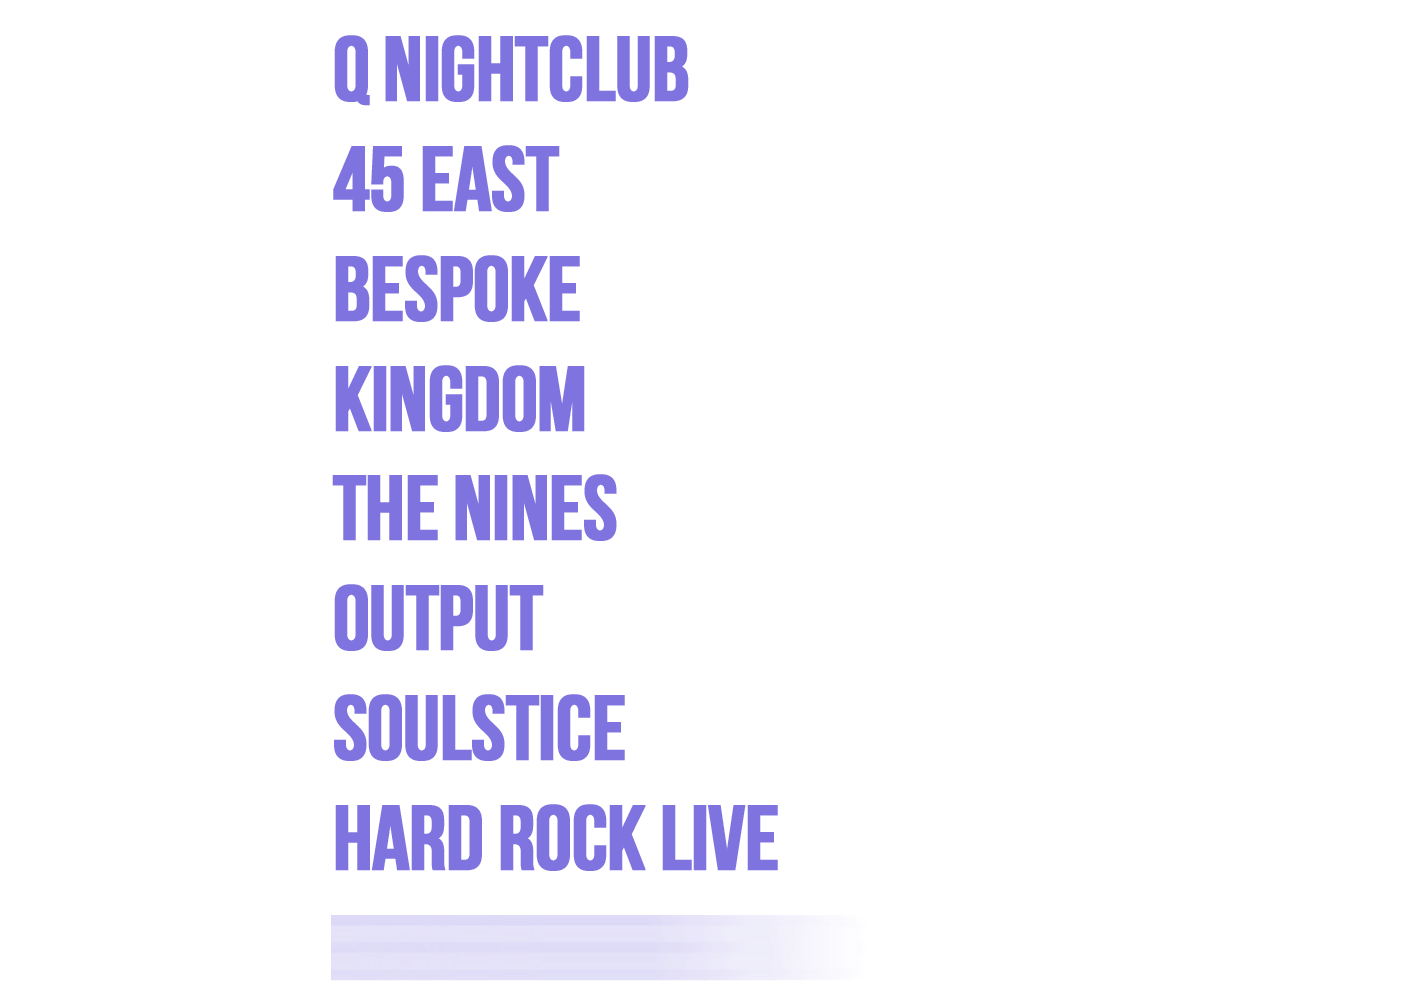 Q NIGHTCLUB
45 EAST
BESPOKE
KINGDOM
THE NINES
OUTPUT
SOULSTICE
HARD ROCK LIVE